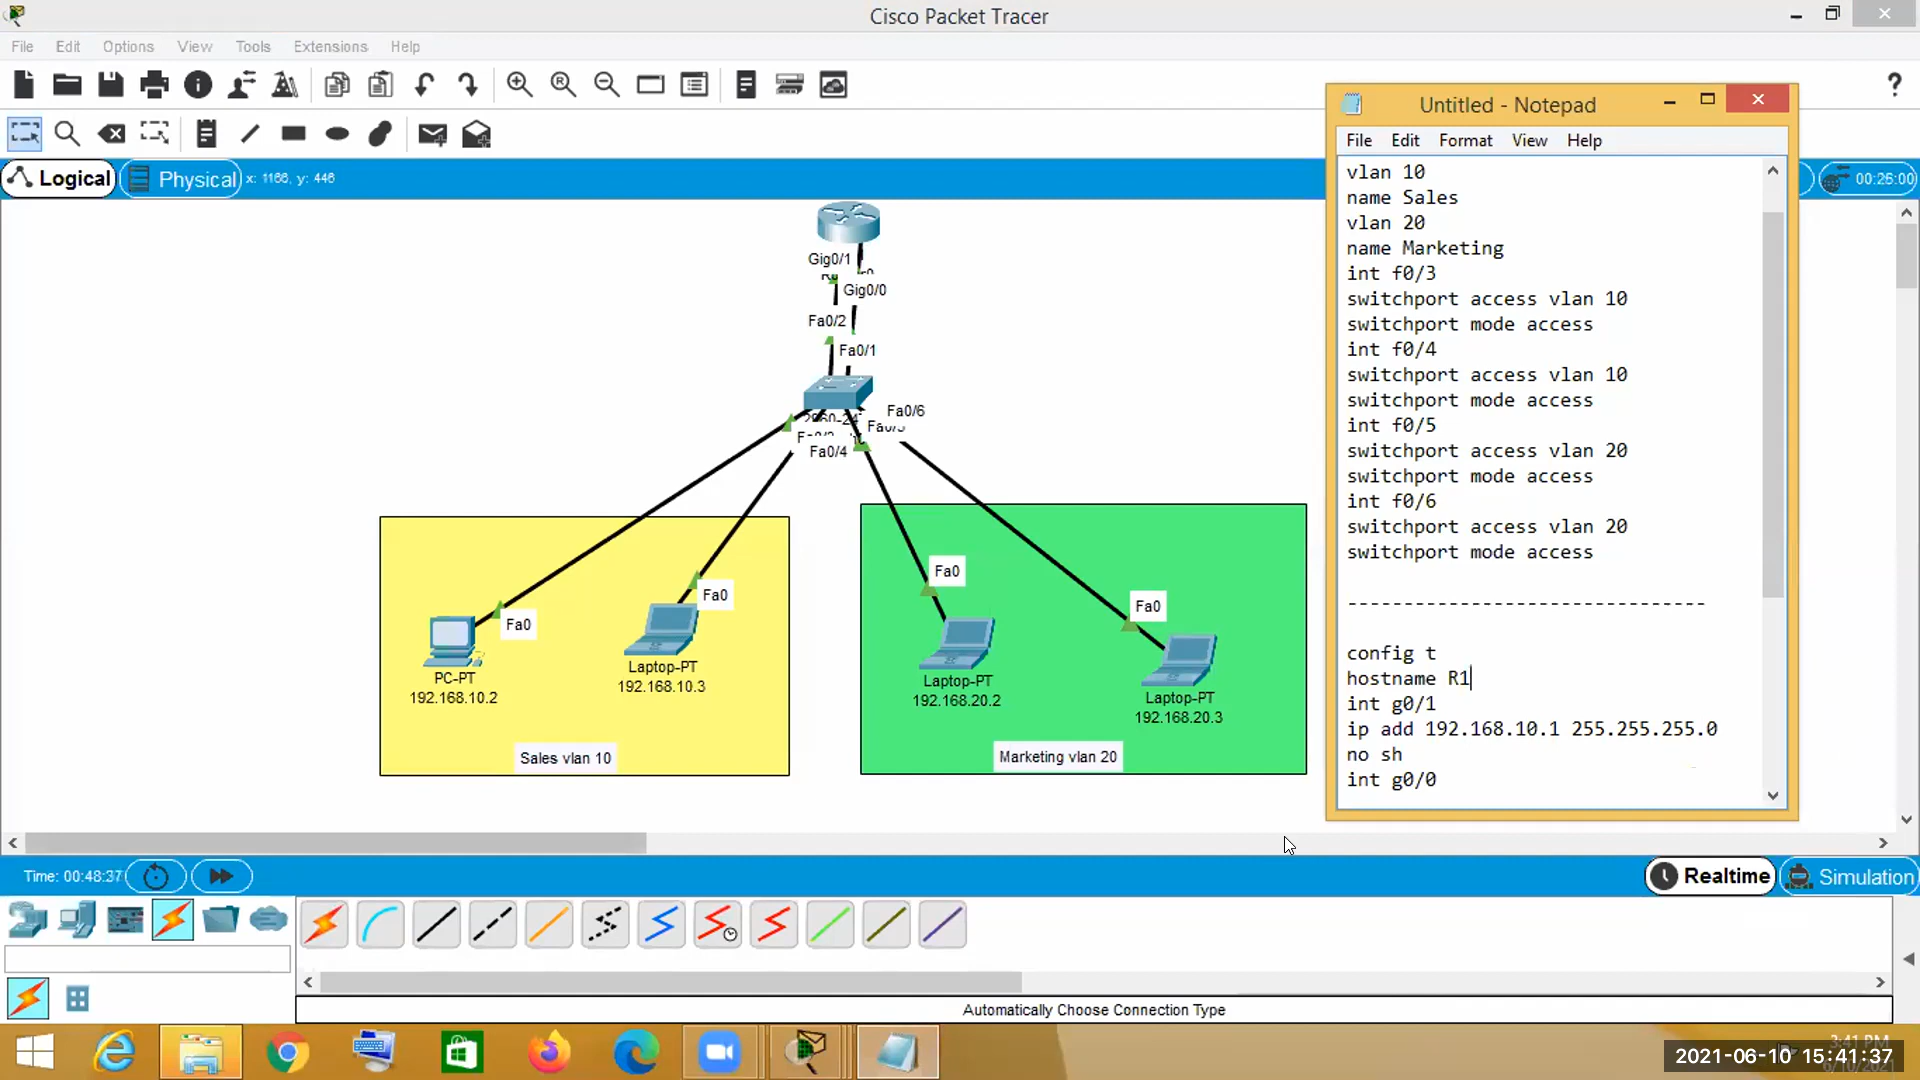 Cisco Packet Tracer
File Edit Options View Tools Extensions Help
Logical
Physical
x: 1166, y: 446
00:26:00
Gig0/1
Gig0/0
Fa0/2
Fa0/1
Fa0/6
Fa0/4
Fa0
Fa0
Fa0
Fa0
PC-PT
192.168.10.2
Laptop-PT
192.168.10.3
Laptop-PT
192.168.20.2
Laptop-PT
192.168.20.3
Sales vlan 10
Marketing vlan 20
Untitled - Notepad
File Edit Format View Help
vlan 10
name Sales
vlan 20
name Marketing
int f0/3
switchport access vlan 10
switchport mode access
int f0/4
switchport access vlan 10
switchport mode access
int f0/5
switchport access vlan 20
switchport mode access
int f0/6
switchport access vlan 20
switchport mode access
-------------------------------
config t
hostname R1
int g0/1
ip add 192.168.10.1 255.255.255.0
no sh
int g0/0
Time: 00:48:37
Realtime
Simulation
Automatically Choose Connection Type
3:41 PM
2021-06-10 15:41:37